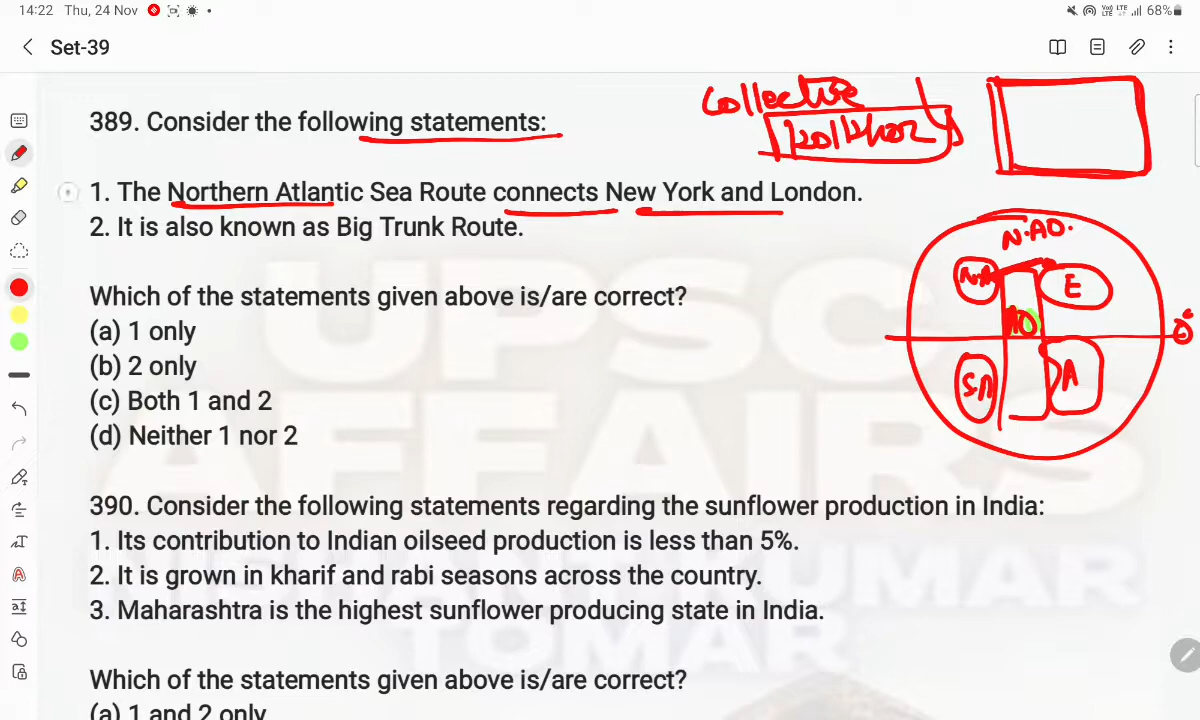 14:22 Thu, 24 Nov
68%
Set-39
Collective
389. Consider the following statements:
1. The Northern Atlantic Sea Route connects New York and London.
2. It is also known as Big Trunk Route.
N.AO.
E
0°
S.A
A
Which of the statements given above is/are correct?
(a) 1 only
(b) 2 only
(c) Both 1 and 2
(d) Neither 1 nor 2
390. Consider the following statements regarding the sunflower production in India:
1. Its contribution to Indian oilseed production is less than 5%.
2. It is grown in kharif and rabi seasons across the country.
3. Maharashtra is the highest sunflower producing state in India.
Which of the statements given above is/are correct?
(a) 1 and 2 only
UPSC
AFFAIRS
KUMAR
TOMAR